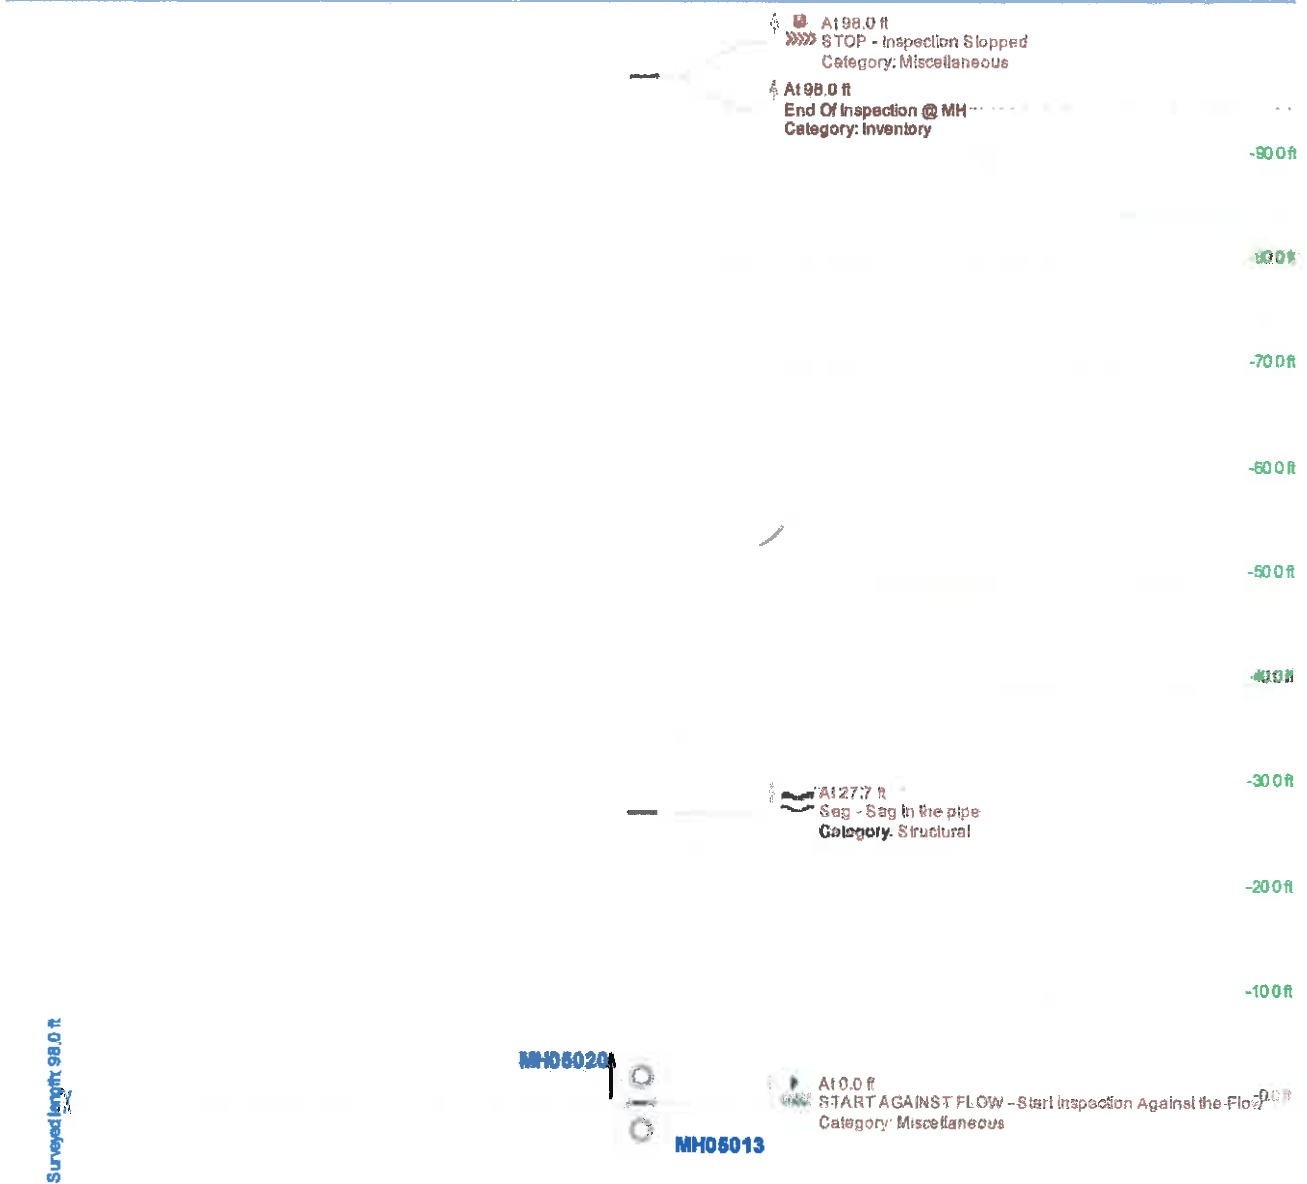 At 98.0 ft
STOP - Inspection Stopped
Category: Miscellaneous
At 98.0 ft
End Of Inspection @ MH
Category: Inventory
-90.0 ft
-70.0 ft
-60.0 ft
-50.0 ft
-30.0 ft
At 27.7 ft
Sag - Sag in the pipe
Category: Structural
-20.0 ft
-10.0 ft
Surveyed length: 98.0 ft
MH05020
At 0.0 ft
START AGAINST FLOW - Start Inspection Against the Flow
Category: Miscellaneous
MH05013